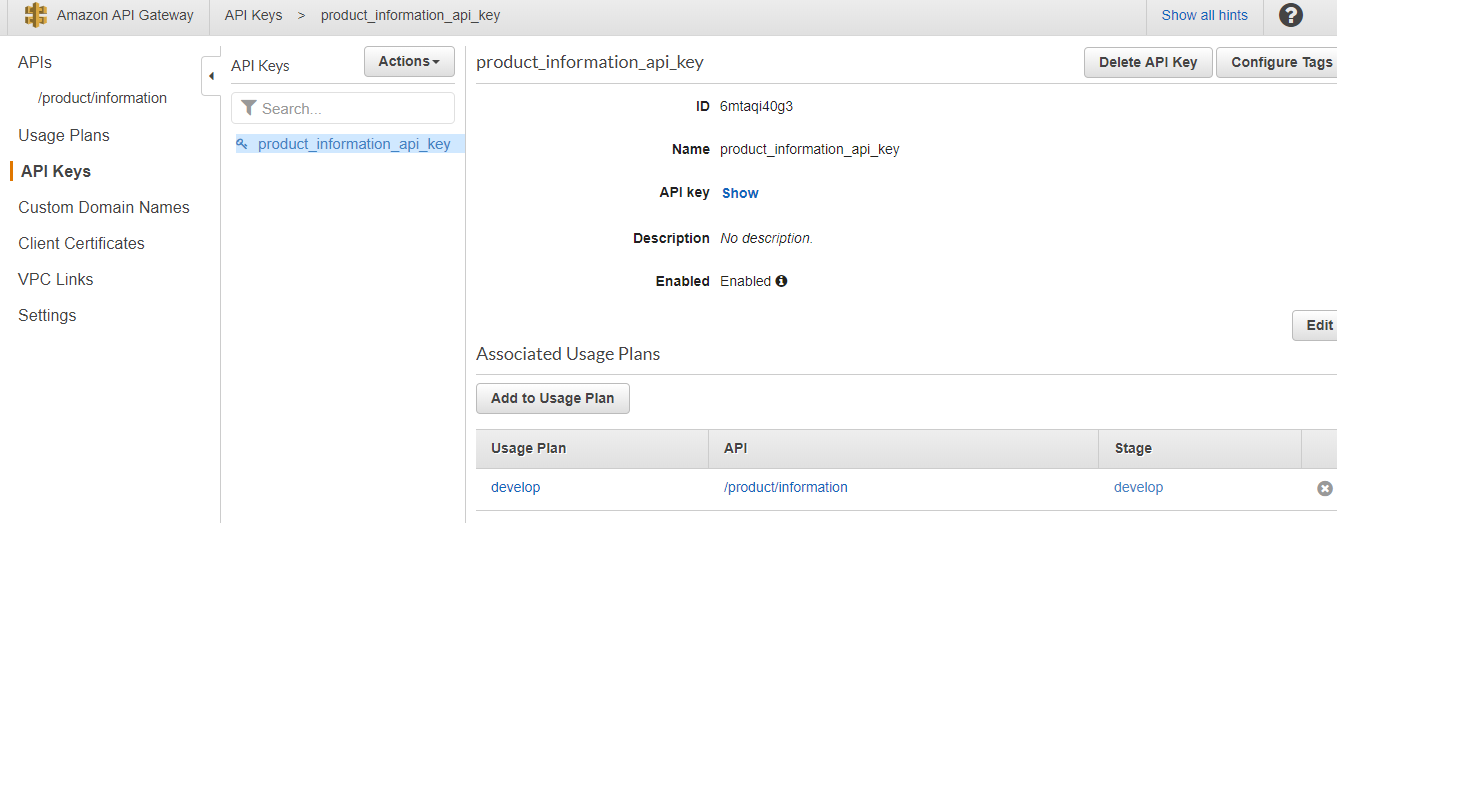 Amazon API Gateway
API Keys > product_information_api_key
Show all hints
?
APIs
/product/information
Usage Plans
API Keys
Custom Domain Names
Client Certificates
VPC Links
Settings
API Keys
Actions
Search...
product_information_api_key
product_information_api_key
Delete API Key
Configure Tags
ID 6mtaqi40g3
Name product_information_api_key
API key Show
Description No description.
Enabled Enabled
Edit
Associated Usage Plans
Add to Usage Plan
Usage Plan API Stage
develop /product/information develop